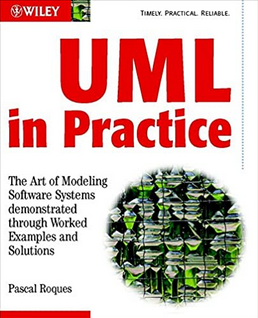 WILEY
TIMELY. PRACTICAL. RELIABLE.
UML
in Practice
The Art of Modeling
Software Systems
demonstrated
through Worked
Examples and
Solutions
Pascal Roques